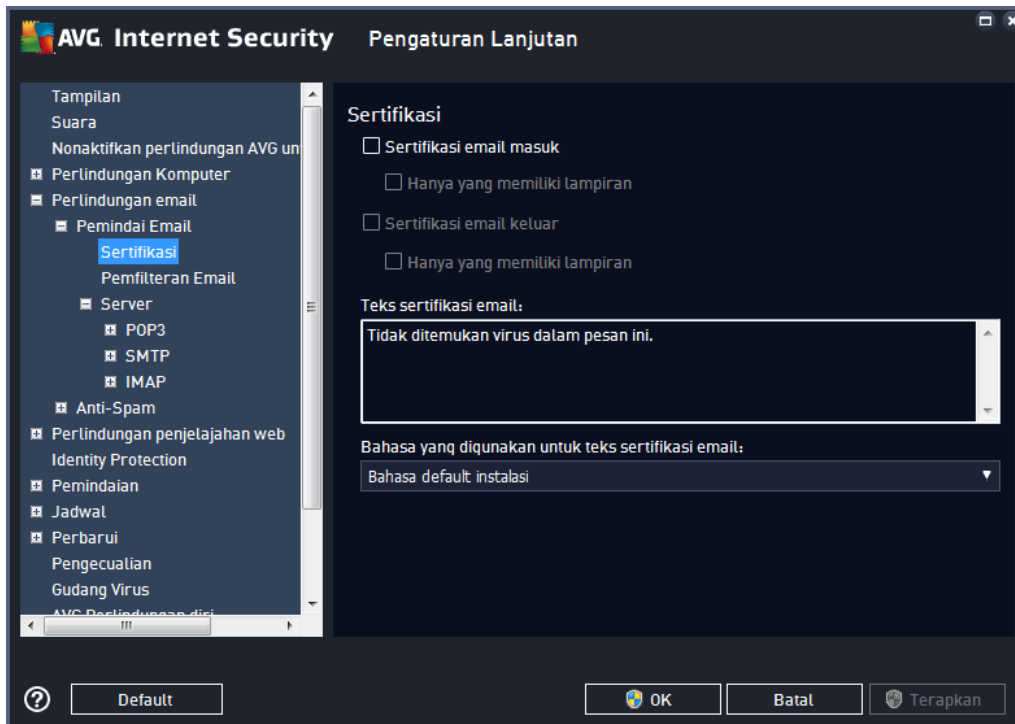 AVG Internet Security Pengaturan Lanjutan
Tampilan
Suara
Nonaktifkan perlindungan AVG un
Perlindungan Komputer
Perlindungan email
Pemindai Email
Sertifikasi
Pemfilteran Email
Server
POP3
SMTP
IMAP
Anti-Spam
Perlindungan penjelajahan web
Identity Protection
Pemindaian
Jadwal
Perbarui
Pengecualian
Gudang Virus
AVG Perlindungan diri
Sertifikasi
Sertifikasi email masuk
Hanya yang memiliki lampiran
Sertifikasi email keluar
Hanya yang memiliki lampiran
Teks sertifikasi email:
Tidak ditemukan virus dalam pesan ini.
Bahasa yang digunakan untuk teks sertifikasi email:
Bahasa default instalasi
Default
OK
Batal
Terapkan